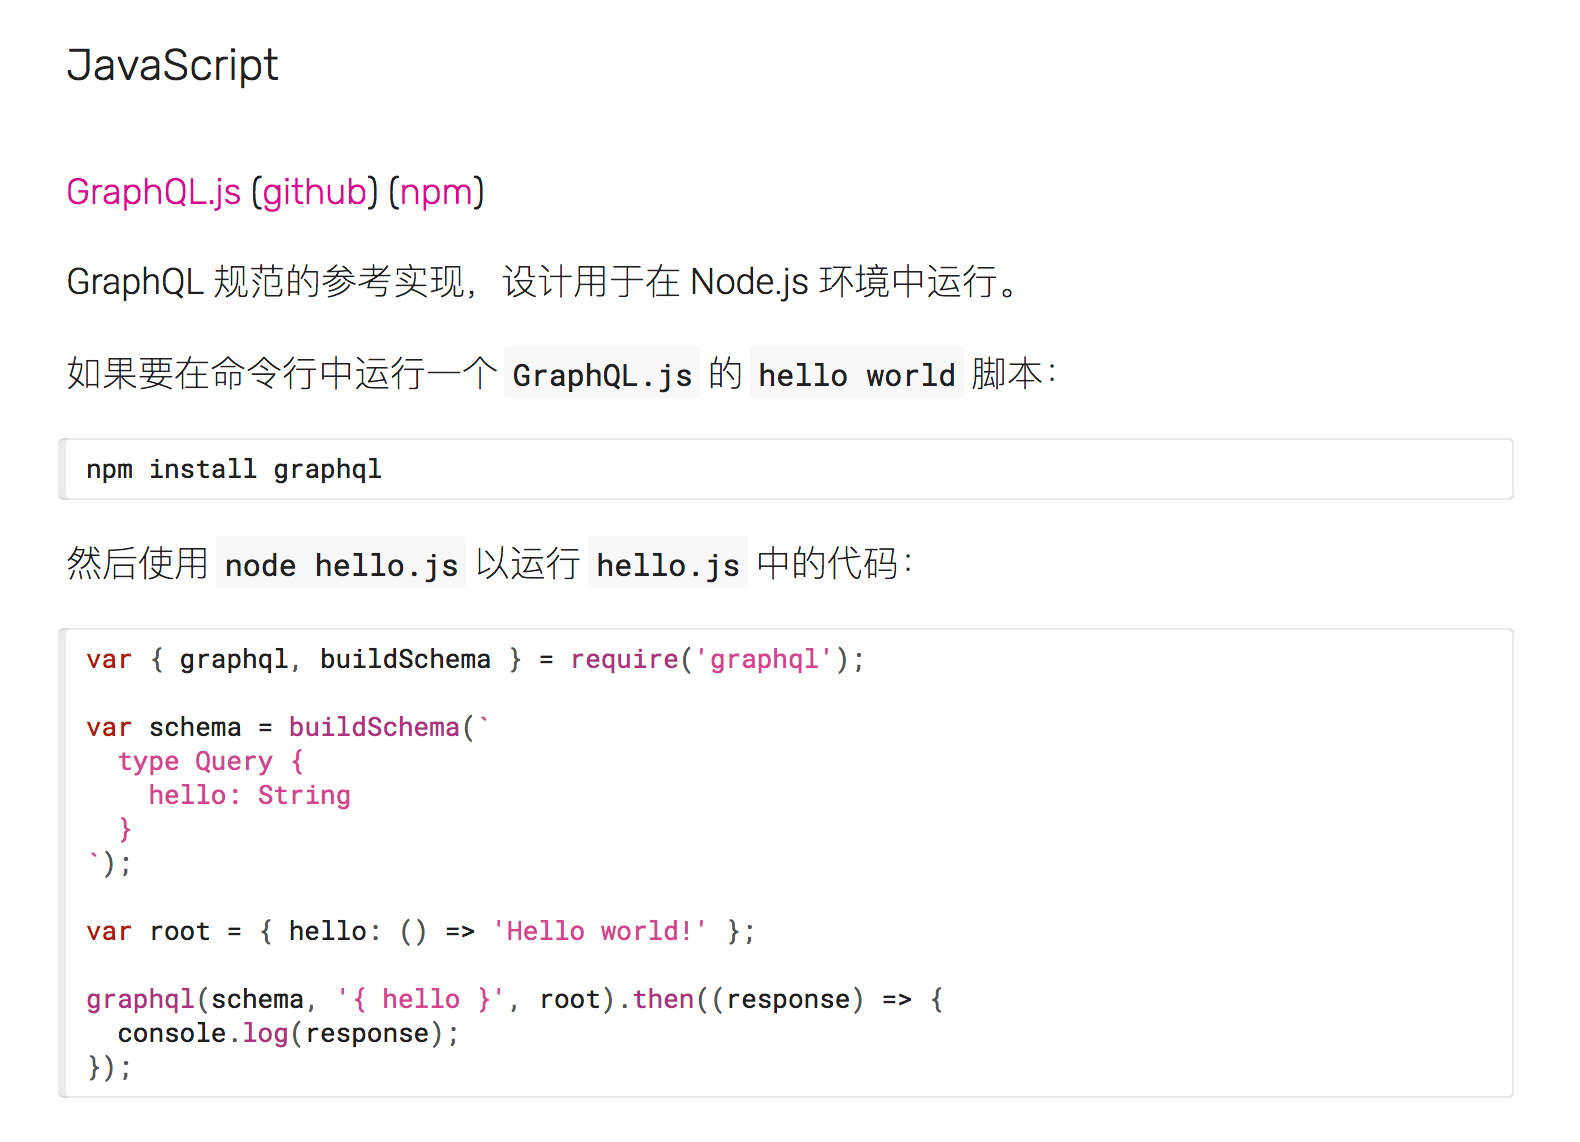 JavaScript
GraphQL.js (github) (npm)
GraphQL 规范的参考实现，设计用于在 Node.js 环境中运行。
如果要在命令行中运行一个 GraphQL.js 的 hello world 脚本：
npm install graphql
然后使用 node hello.js 以运行 hello.js 中的代码：
var { graphql, buildSchema } = require('graphql');
var schema = buildSchema(`
  type Query {
    hello: String
  }
`);
var root = { hello: () => 'Hello world!' };
graphql(schema, '{ hello }', root).then((response) => {
  console.log(response);
});